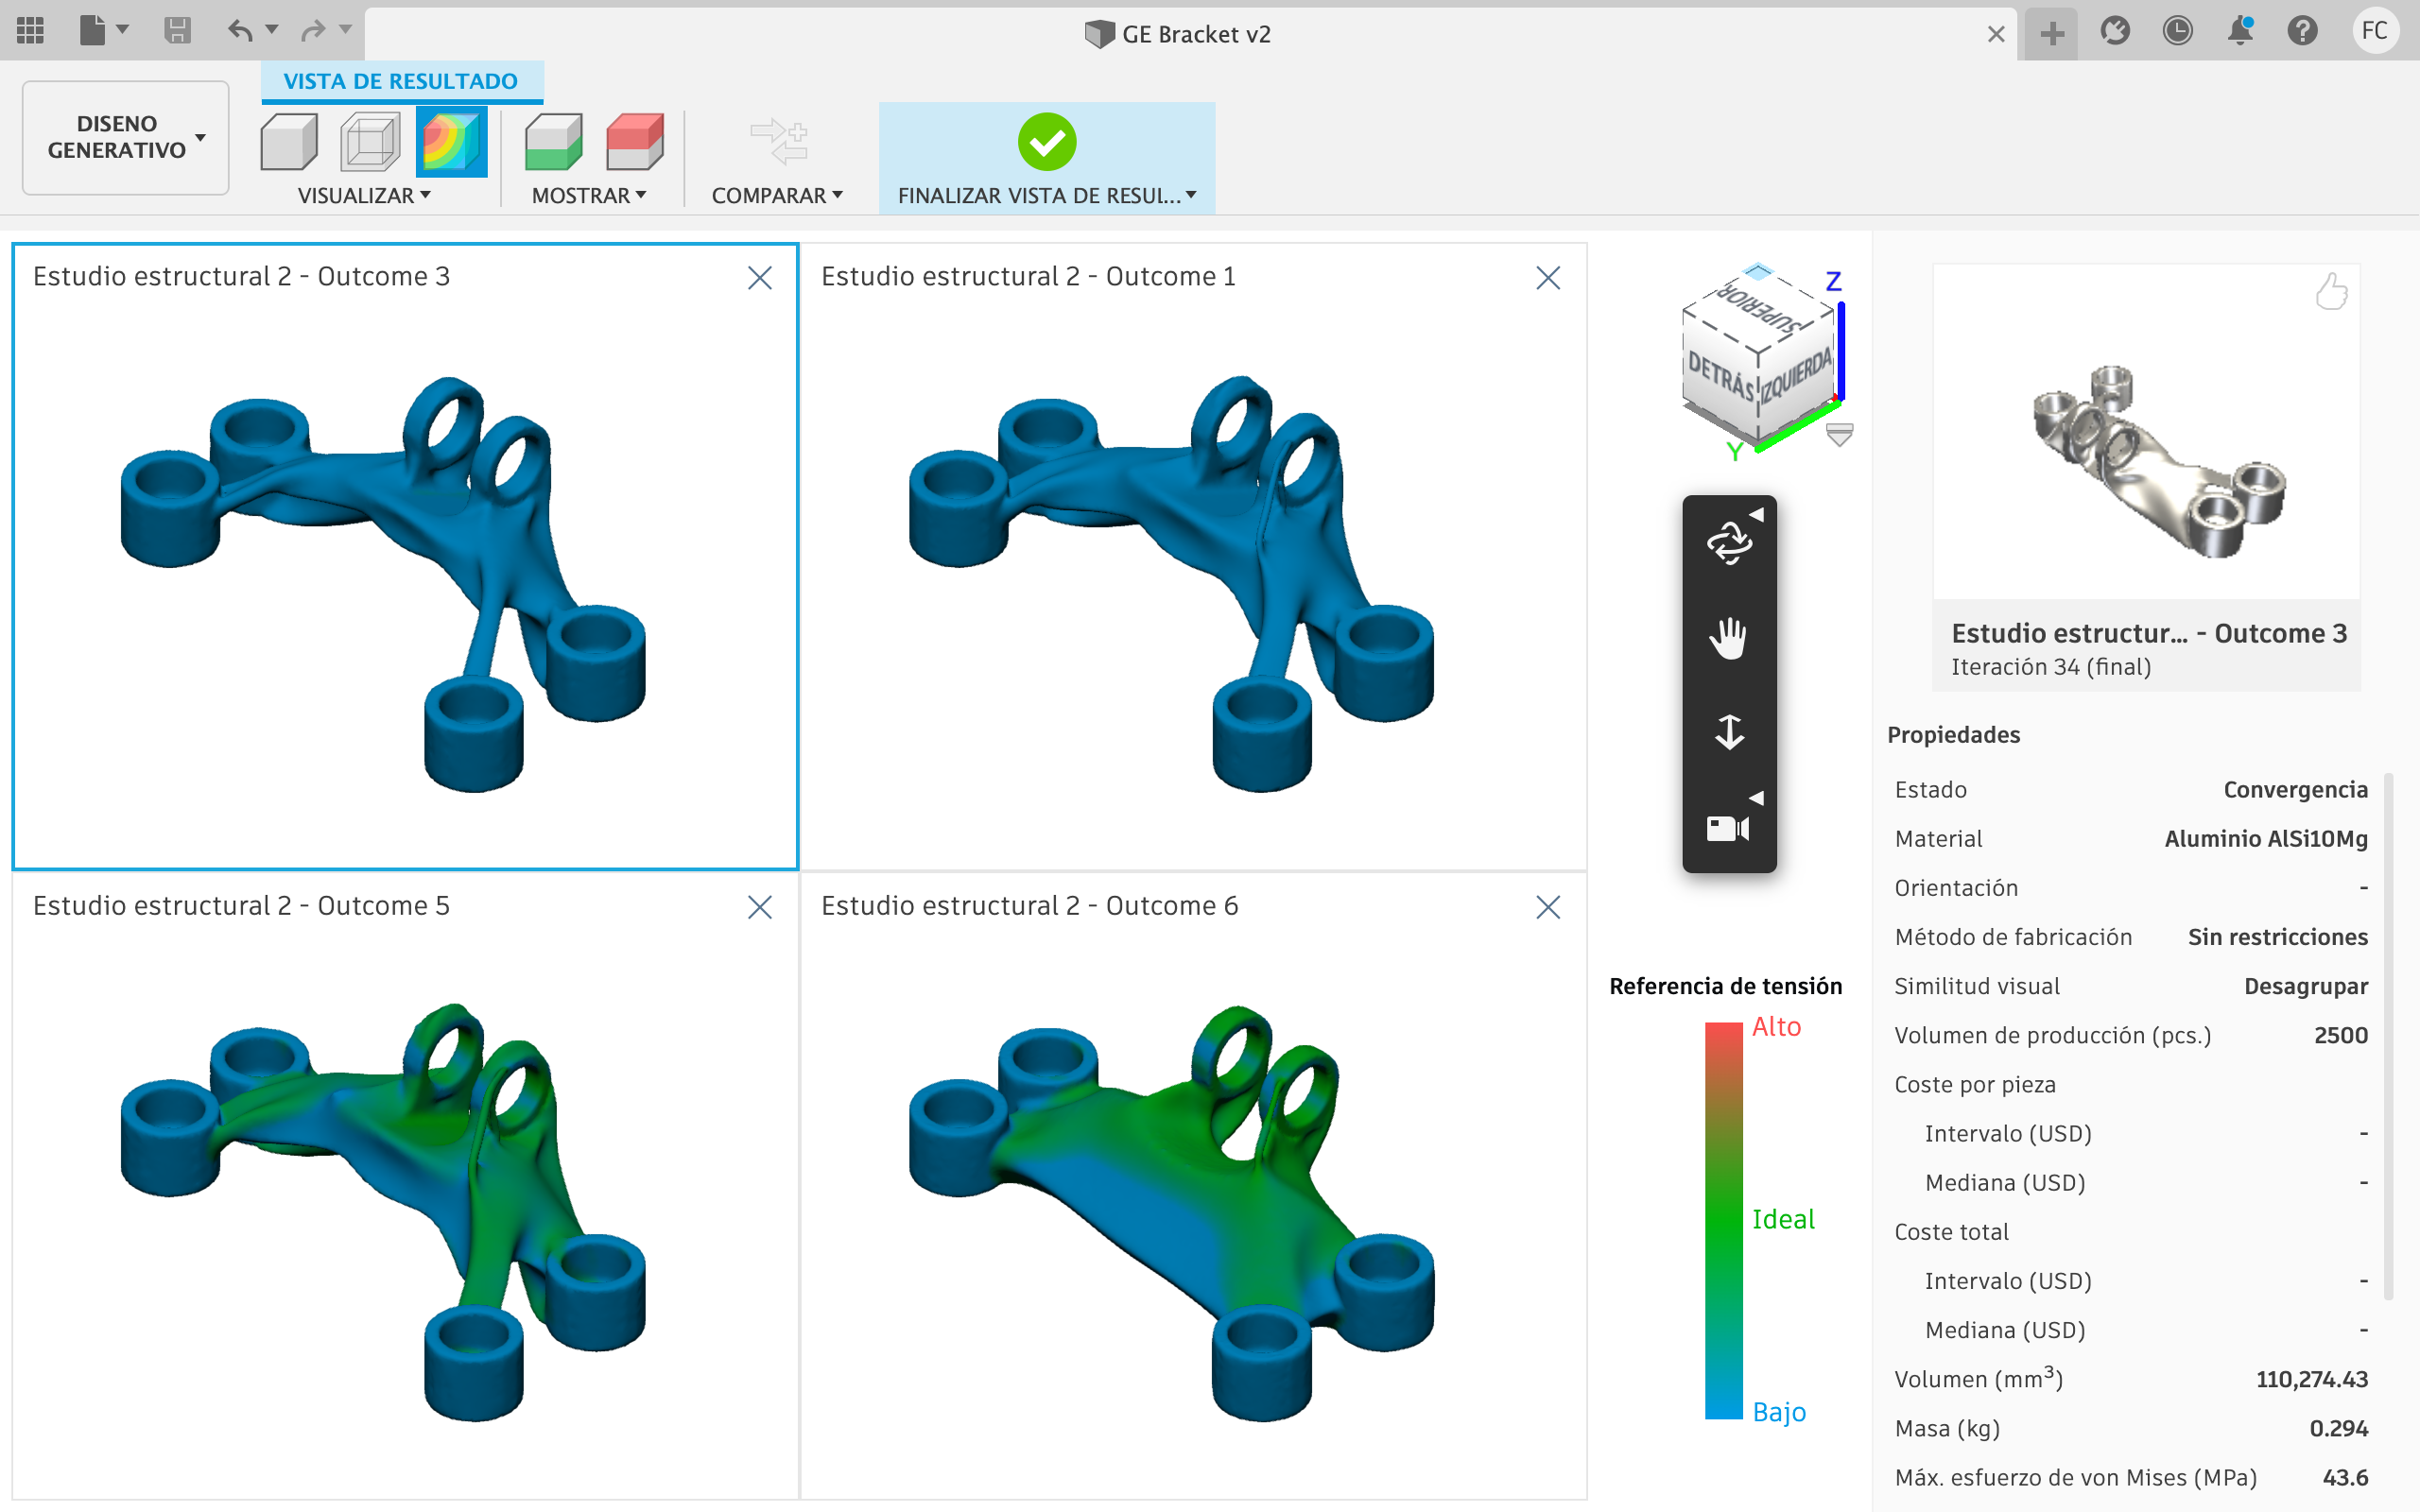 GE Bracket v2
FC
VISTA DE RESULTADO
DISENO
GENERATIVO
VISUALIZAR
MOSTRAR
COMPARAR
FINALIZAR VISTA DE RESUL...
Estudio estructural 2 - Outcome 3
Estudio estructural 2 - Outcome 1
Estudio estructural 2 - Outcome 5
Estudio estructural 2 - Outcome 6
Z
SUPERIOR
DETRÁS
IZQUIERDA
Y
Referencia de tensión
Alto
Ideal
Bajo
Estudio estructur... - Outcome 3
Iteración 34 (final)
Propiedades
Estado Convergencia
Material Aluminio AlSi10Mg
Orientación -
Método de fabricación Sin restricciones
Similitud visual Desagrupar
Volumen de producción (pcs.) 2500
Coste por pieza
Intervalo (USD) -
Mediana (USD) -
Coste total
Intervalo (USD) -
Mediana (USD) -
Volumen (mm³) 110,274.43
Masa (kg) 0.294
Máx. esfuerzo de von Mises (MPa) 43.6